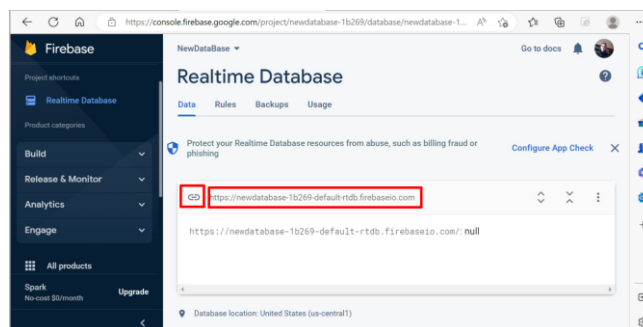 https://console.firebase.google.com/project/newdatabase-1b269/database/newdatabase-1...
Firebase
Project shortcuts
Realtime Database
Product categories
Build
Release & Monitor
Analytics
Engage
All products
Spark
No-cost $0/month
Upgrade
NewDataBase
Go to docs
Realtime Database
Data Rules Backups Usage
Protect your Realtime Database resources from abuse, such as billing fraud or
phishing
Configure App Check
https://newdatabase-1b269-default-rtdb.firebaseio.com
https://newdatabase-1b269-default-rtdb.firebaseio.com/: null
Database location: United States (us-central1)